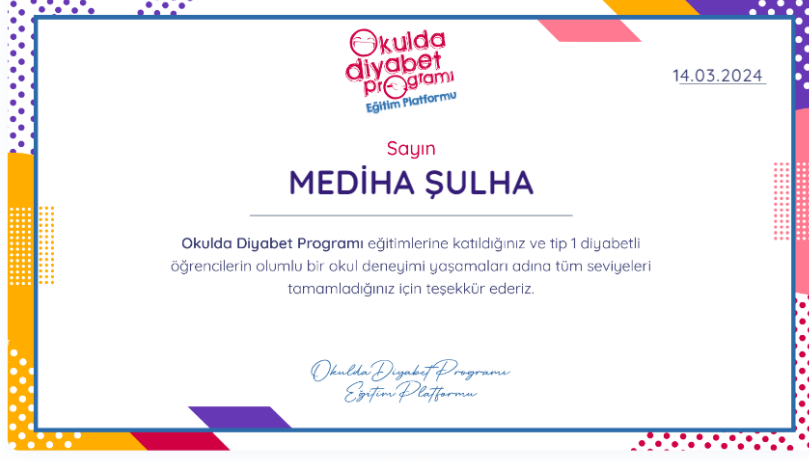 Okulda
diyabet
programı
Eğitim Platformu
14.03.2024
Sayın
MEDİHA ŞULHA
Okulda Diyabet Programı eğitimlerine katıldığınız ve tip 1 diyabetli
öğrencilerin olumlu bir okul deneyimi yaşamaları adına tüm seviyeleri
tamamladığınız için teşekkür ederiz.
Okulda Diyabet Programı
Eğitim Platformu